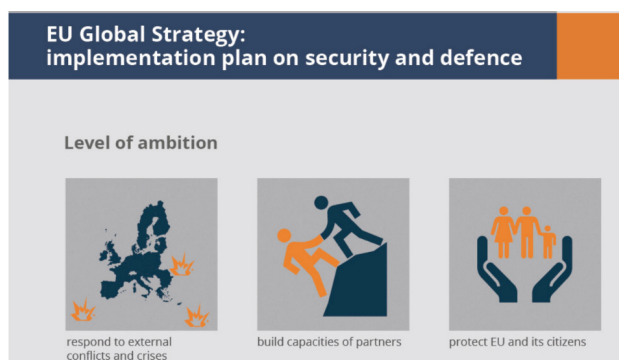 EU Global Strategy:
implementation plan on security and defence
Level of ambition
respond to external
conflicts and crises
build capacities of partners
protect EU and its citizens